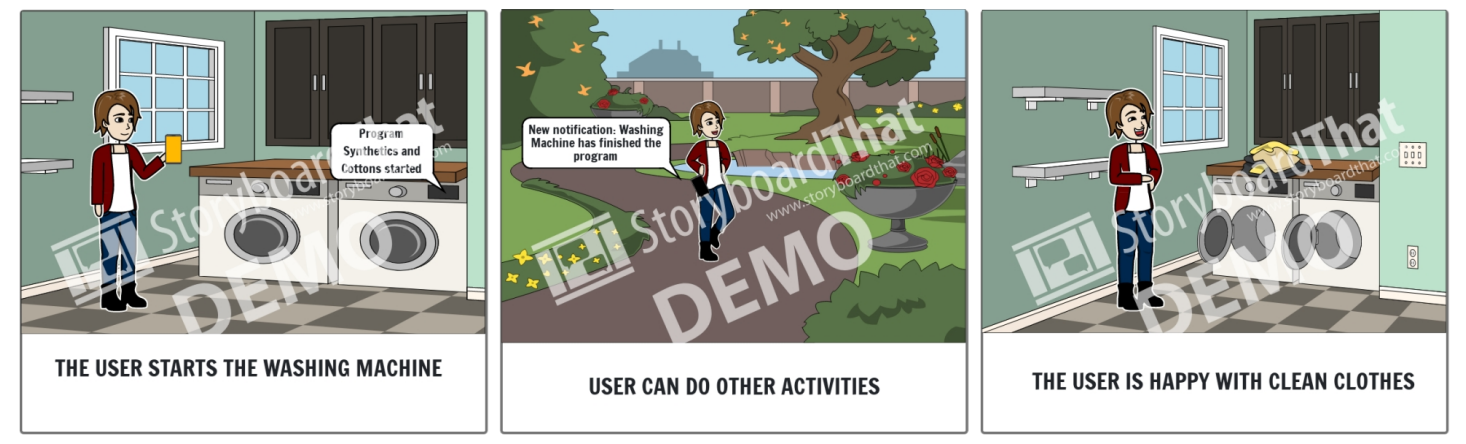 Program
Synthetics and
Cottons started
StoryboardThat
www.storyboardthat.com
DEMO
THE USER STARTS THE WASHING MACHINE
New notification: Washing
Machine has finished the
program
StoryboardThat
www.storyboardthat.com
DEMO
USER CAN DO OTHER ACTIVITIES
StoryboardThat
www.storyboardthat.com
DEMO
THE USER IS HAPPY WITH CLEAN CLOTHES